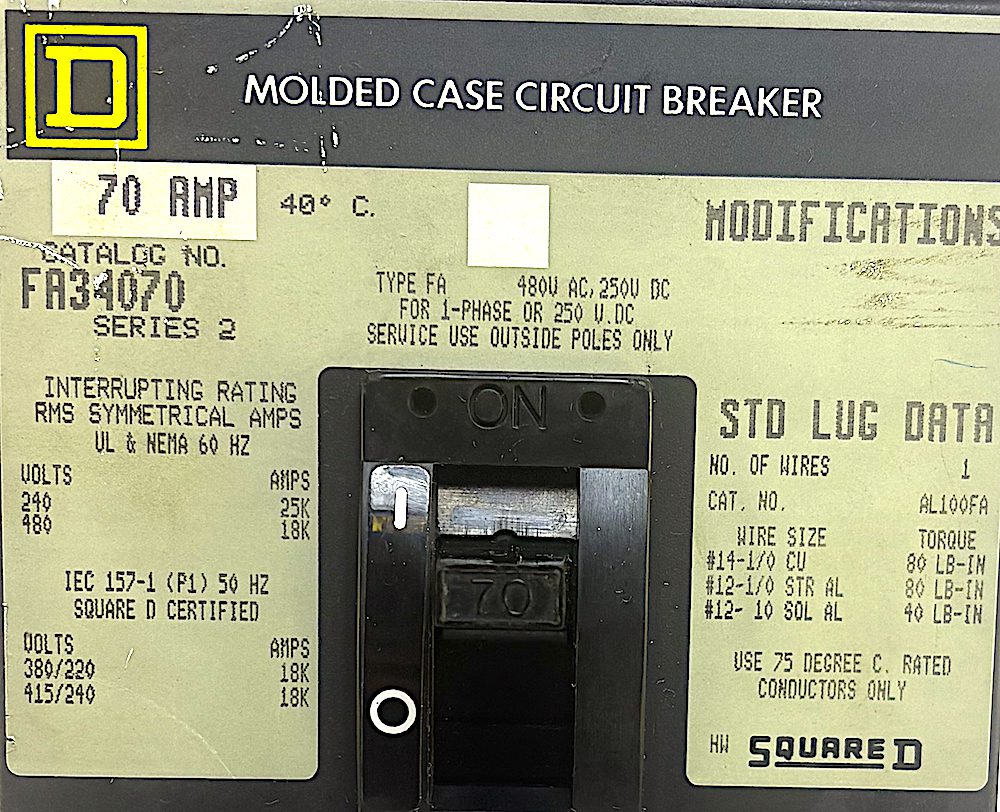 D
MOLDED CASE CIRCUIT BREAKER
70 AMP 40° C.
CATALOG NO.
FA34070
SERIES 2
TYPE FA 480V AC, 250V DC
FOR 1-PHASE OR 250 V.DC
SERVICE USE OUTSIDE POLES ONLY
MODIFICATIONS
INTERRUPTING RATING
RMS SYMMETRICAL AMPS
UL & NEMA 60 HZ
VOLTS AMPS
240 25K
480 18K
IEC 157-1 (P1) 50 HZ
SQUARE D CERTIFIED
VOLTS AMPS
380/220 18K
415/240 18K
ON
I
70
O
STD LUG DATA
NO. OF WIRES 1
CAT. NO. AL100FA
WIRE SIZE TORQUE
#14-1/0 CU 80 LB-IN
#12-1/0 STR AL 80 LB-IN
#12- 10 SOL AL 40 LB-IN
USE 75 DEGREE C. RATED
CONDUCTORS ONLY
HW SQUARE D